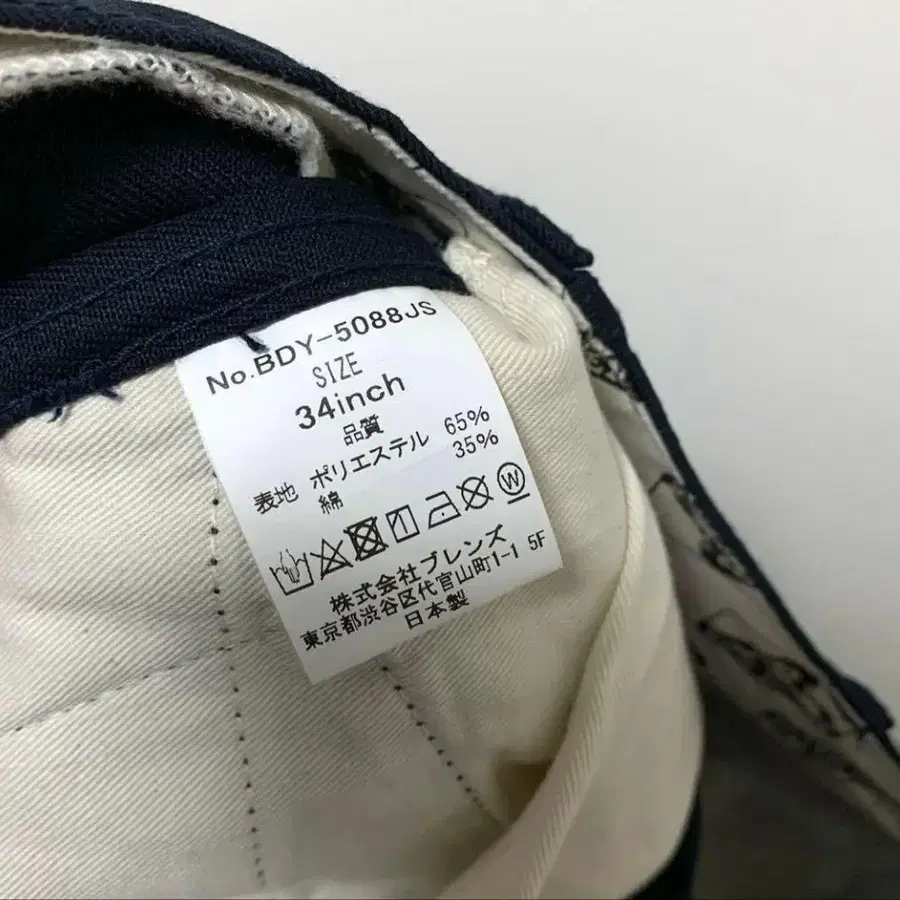 No.BDY-5088JS
SIZE
34inch
品質
表地 ポリエステル 65%
綿 35%
W
株式会社ブレンズ
東京都渋谷区代官山町1-1 5F
日本製